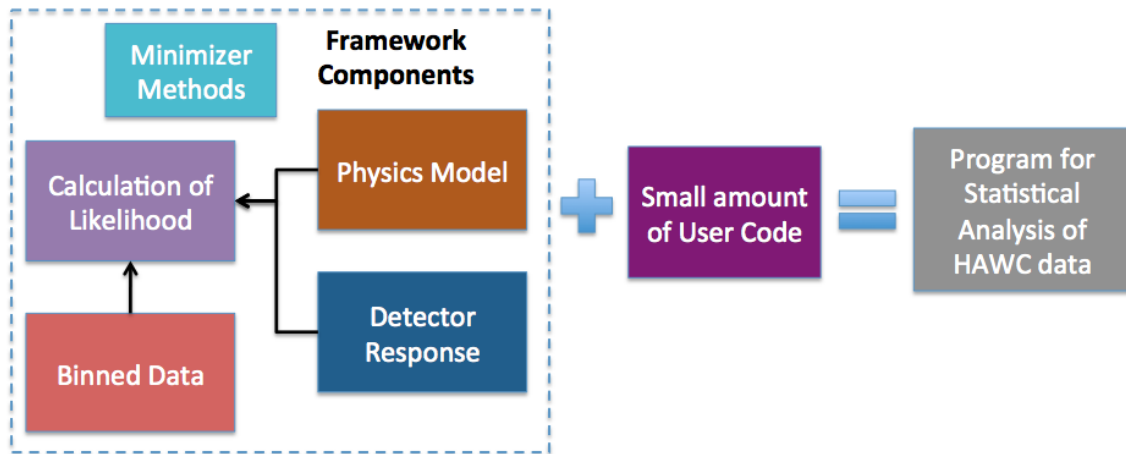 Minimizer
Methods
Framework
Components
Calculation of
Likelihood
Physics Model
Binned Data
Detector
Response
Small amount
of User Code
Program for
Statistical
Analysis of
HAWC data